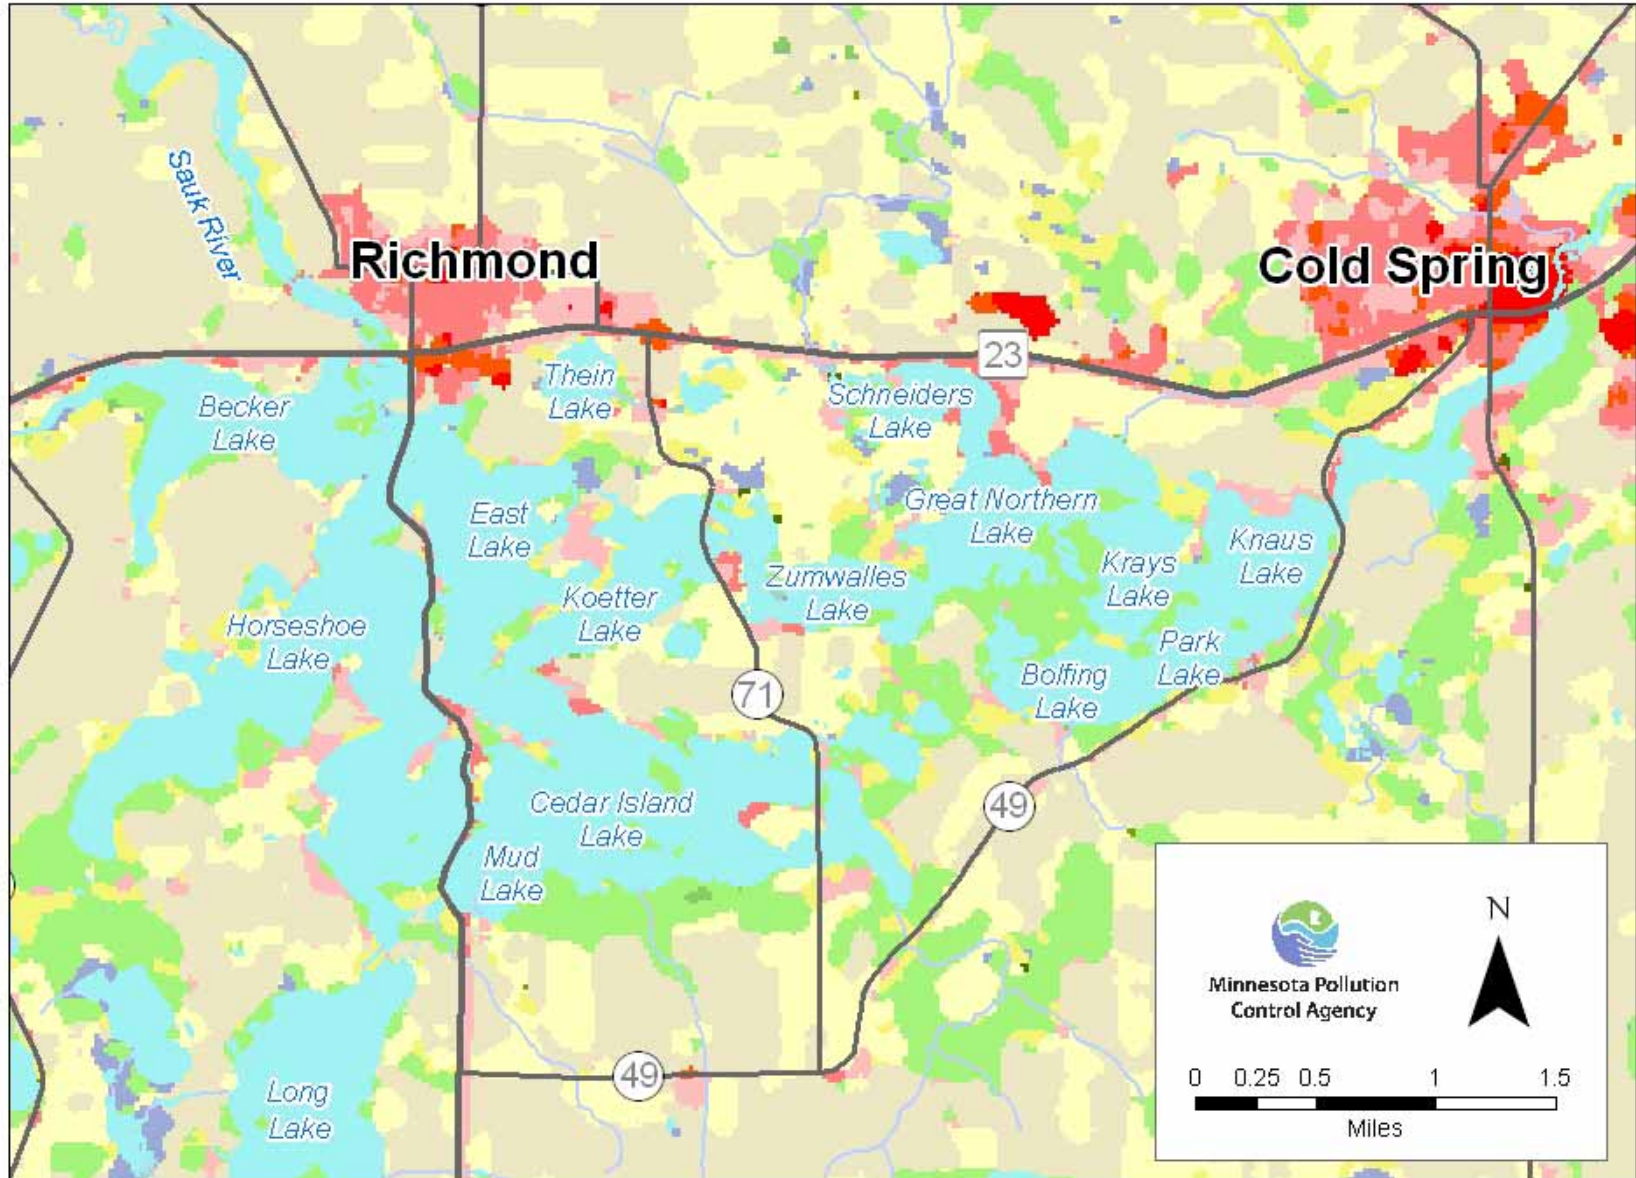 Sauk River
Richmond
Cold Spring
23
Thein
Lake
Schneiders
Lake
Becker
Lake
Great Northern
Lake
East
Lake
Knaus
Lake
Krays
Lake
Zumwalles
Lake
Koetter
Lake
Horseshoe
Lake
Park
Lake
Bolfing
Lake
71
Cedar Island
Lake
49
Mud
Lake
N
Minnesota Pollution
Control Agency
49
0 0.25 0.5 1 1.5
Miles
Long
Lake